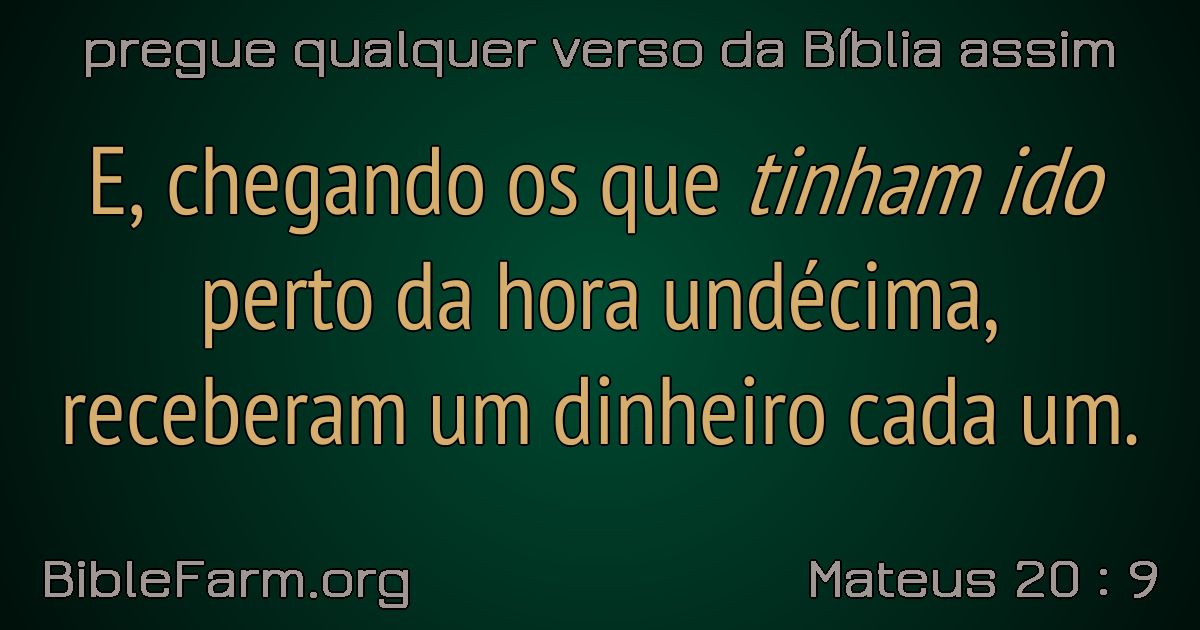 pregue qualquer verso da Bíblia assim
E, chegando os que tinham ido
perto da hora undécima,
receberam um dinheiro cada um.
BibleFarm.org
Mateus 20 : 9